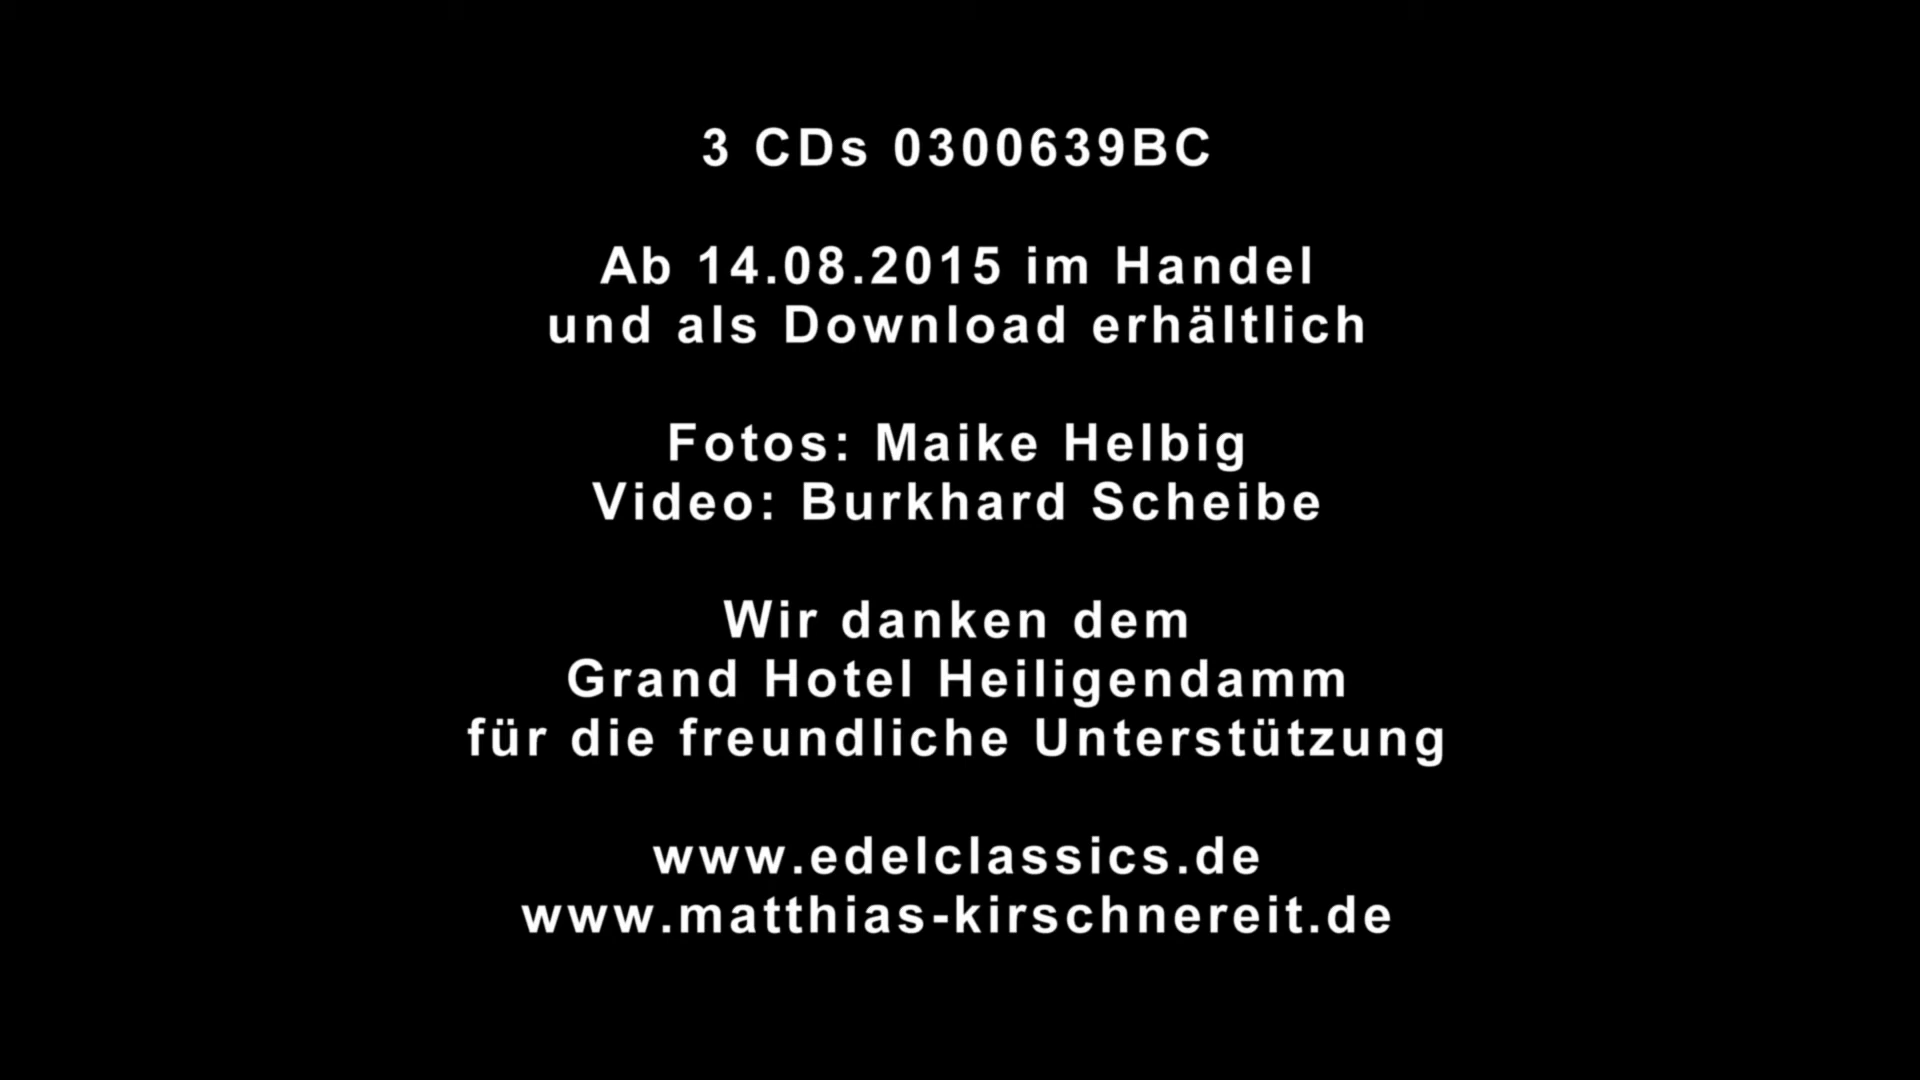 3 CDs 0300639BC
Ab 14.08.2015 im Handel
und als Download erhältlich
Fotos: Maike Helbig
Video: Burkhard Scheibe
Wir danken dem
Grand Hotel Heiligendamm
für die freundliche Unterstützung
www.edelclassics.de
www.matthias-kirschnereit.de